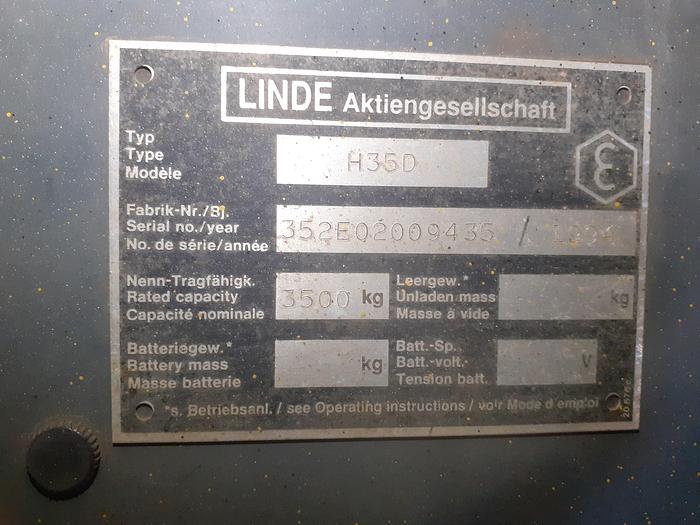 LINDE Aktiengesellschaft
Typ
Type
Modèle
H35D
Fabrik-Nr./Bj.
Serial no./year
No. de série/année
352E02009435 / 1994
Nenn-Tragfähigk.
Rated capacity
Capacité nominale
3500 kg
Leergew.*
Unladen mass
Masse à vide
kg
Batteriegew.*
Battery mass
Masse batterie
kg
Batt.-Sp.
Batt.-volt.
Tension batt.
V
*s. Betriebsanl. / see Operating instructions / voir Mode d'emploi